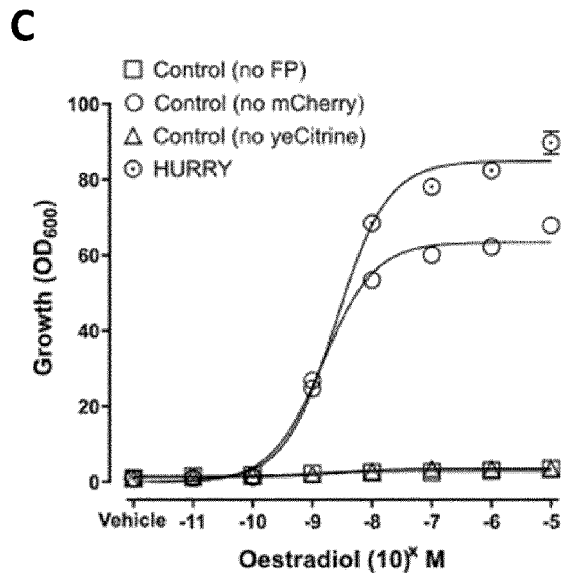 C
Control (no FP)
Control (no mCherry)
Control (no yeCitrine)
HURRY
100
80
60
40
20
0
Growth (OD600)
Vehicle -11 -10 -9 -8 -7 -6 -5
Oestradiol (10)^x M